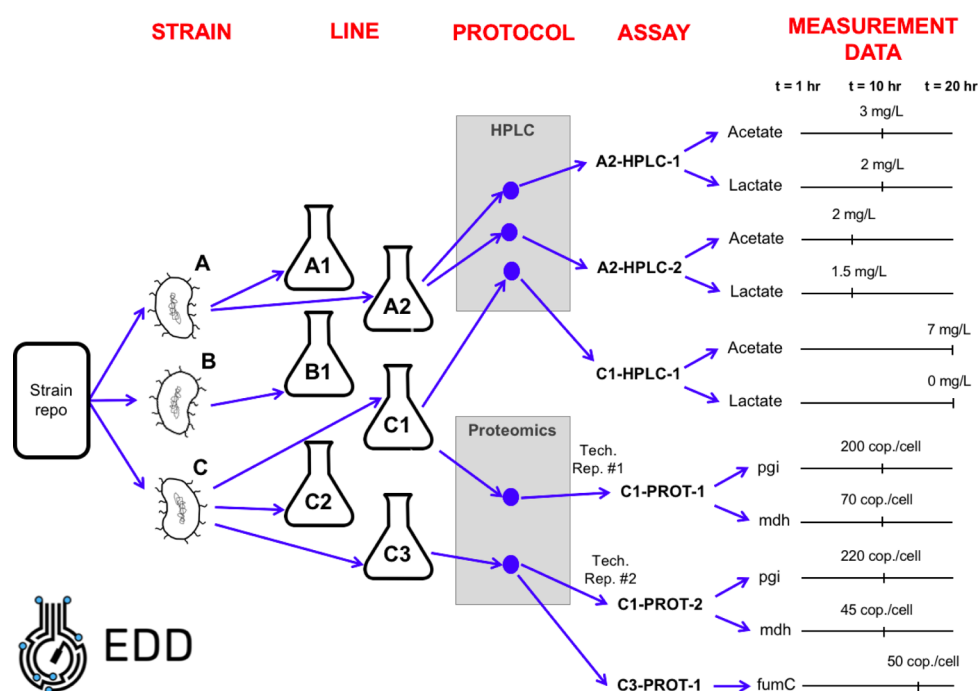 STRAIN LINE PROTOCOL ASSAY MEASUREMENT
DATA
t = 1 hr t = 10 hr t = 20 hr
HPLC
3 mg/L
Acetate
A2-HPLC-1
2 mg/L
Lactate
A
A1
A2
2 mg/L
Acetate
A2-HPLC-2
1.5 mg/L
Lactate
Strain
repo
B
B1
7 mg/L
Acetate
C1-HPLC-1
0 mg/L
Lactate
C1
Proteomics
C
C2
C3
Tech.
Rep. #1
200 cop./cell
pgi
C1-PROT-1
70 cop./cell
mdh
Tech.
Rep. #2
220 cop./cell
pgi
C1-PROT-2
45 cop./cell
mdh
50 cop./cell
C3-PROT-1
fumC
EDD